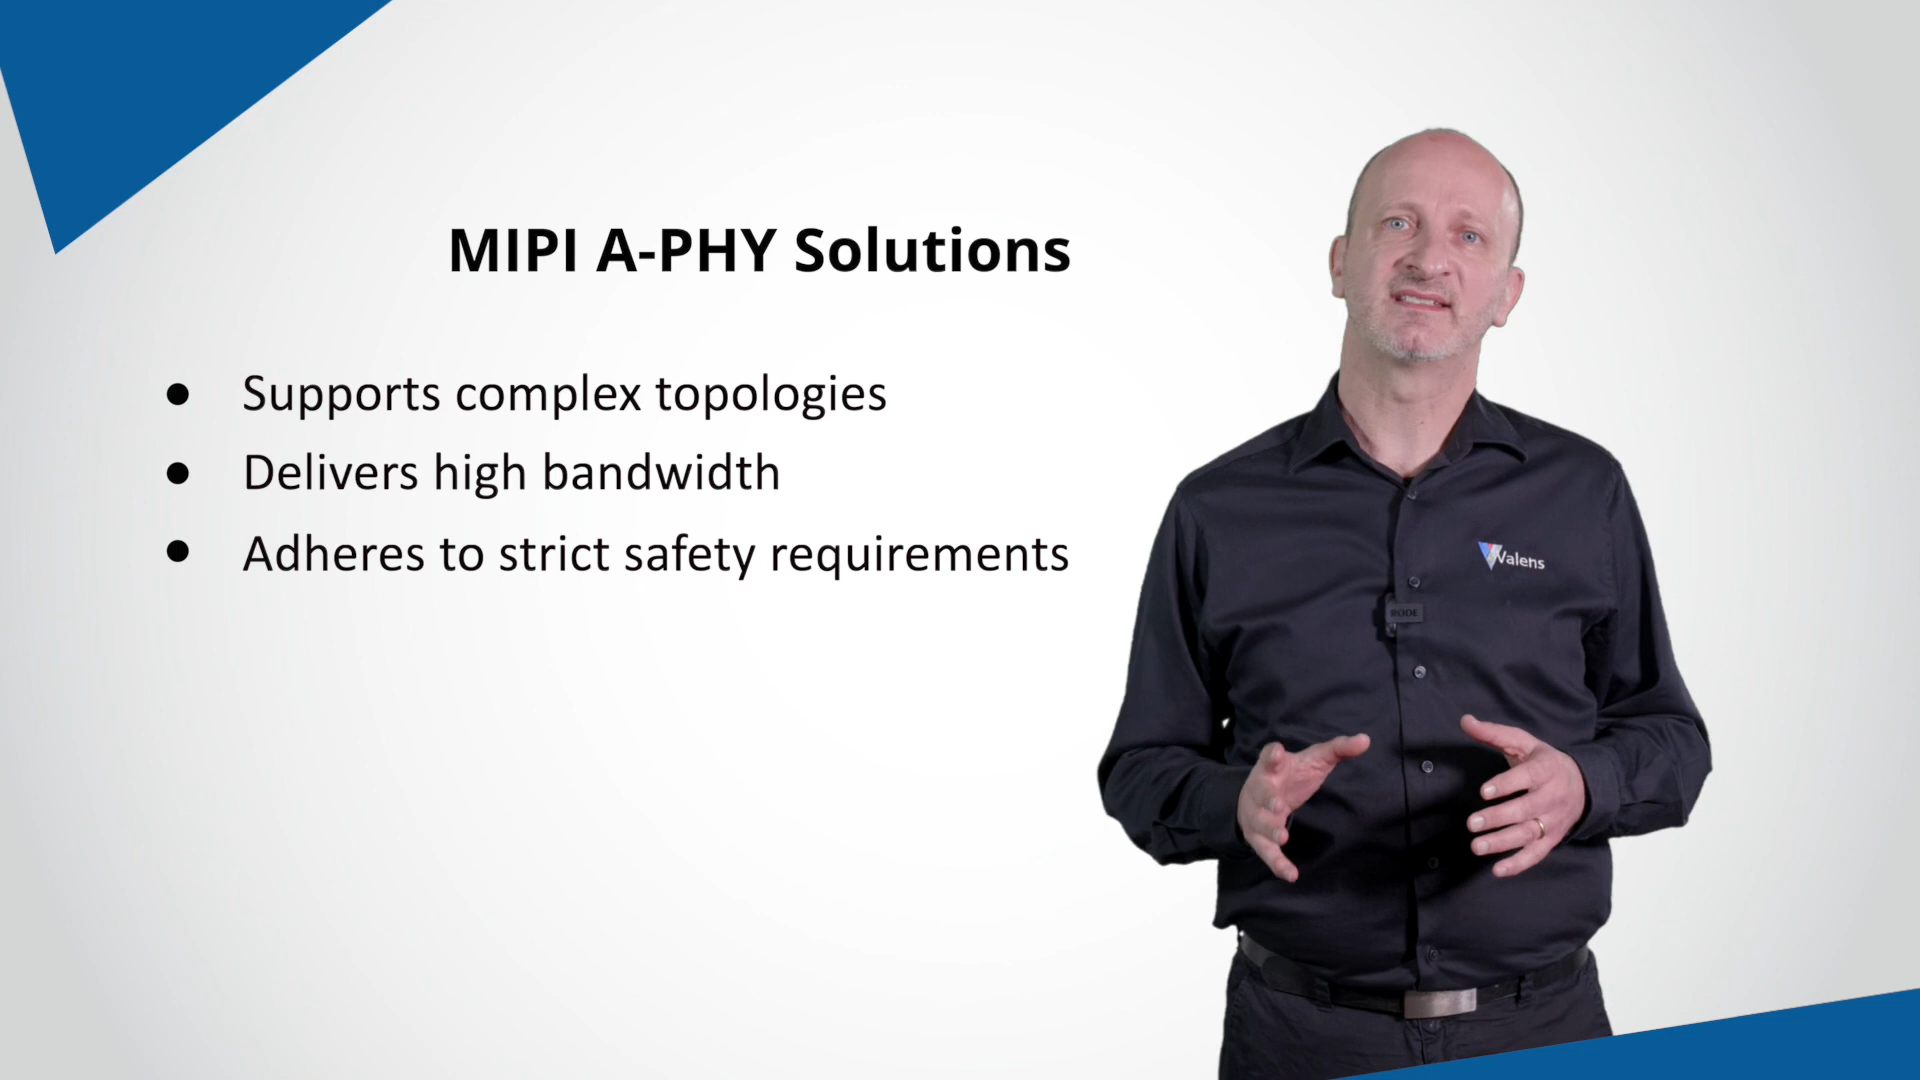 MIPI A-PHY Solutions
● Supports complex topologies
● Delivers high bandwidth
● Adheres to strict safety requirements
Valens
RODE